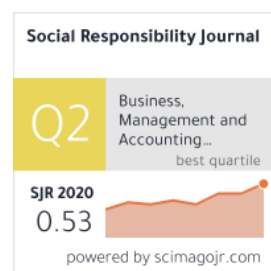 Social Responsibility Journal
Q2
Business,
Management and
Accounting...
best quartile
SJR 2020
0.53
powered by scimagojr.com